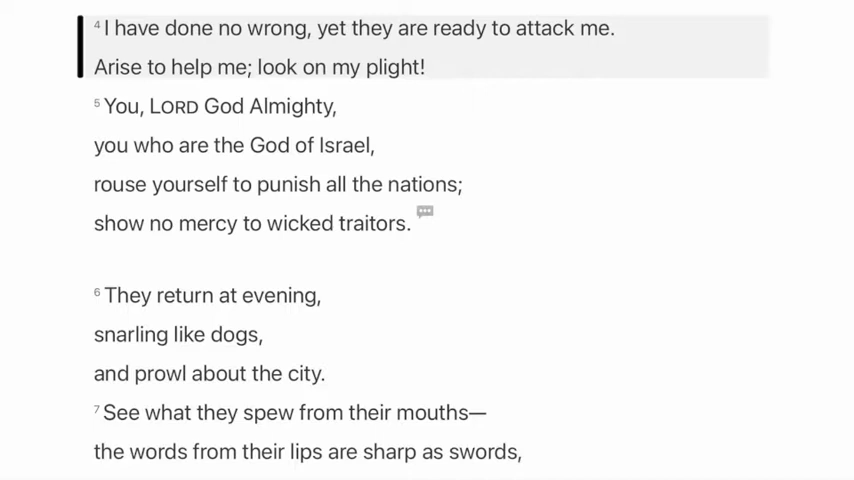 4 I have done no wrong, yet they are ready to attack me.
Arise to help me; look on my plight!
5 You, LORD God Almighty,
you who are the God of Israel,
rouse yourself to punish all the nations;
show no mercy to wicked traitors.
6 They return at evening,
snarling like dogs,
and prowl about the city.
7 See what they spew from their mouths—
the words from their lips are sharp as swords,